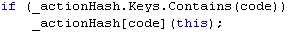 if (_actionHash.Keys.Contains(code))
    _actionHash[code](this);